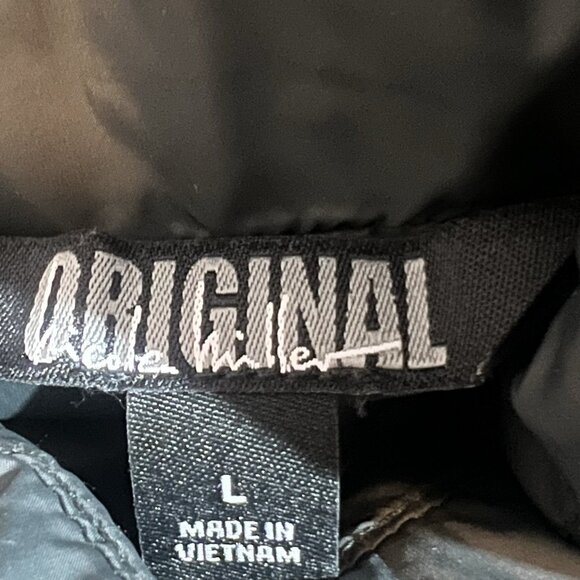 ORIGINAL
Nicole Miller
L
MADE IN
VIETNAM